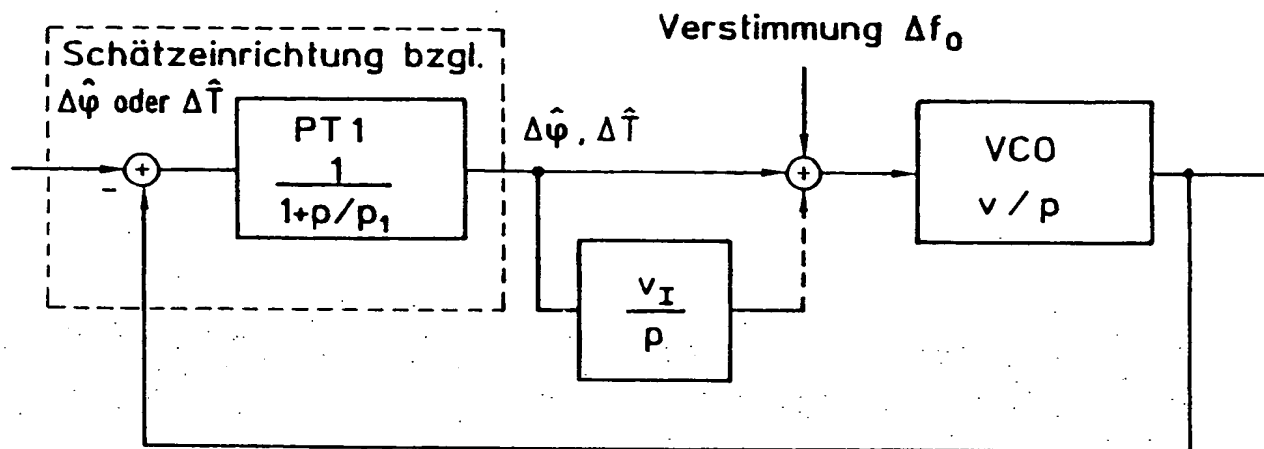 Verstimmung Δf₀
Schätzeinrichtung bzgl.
Δφ̂ oder ΔT̂
PT1
1
1+p/p₁
Δφ̂, ΔT̂
+
-
+
VCO
v/p
v_I
p